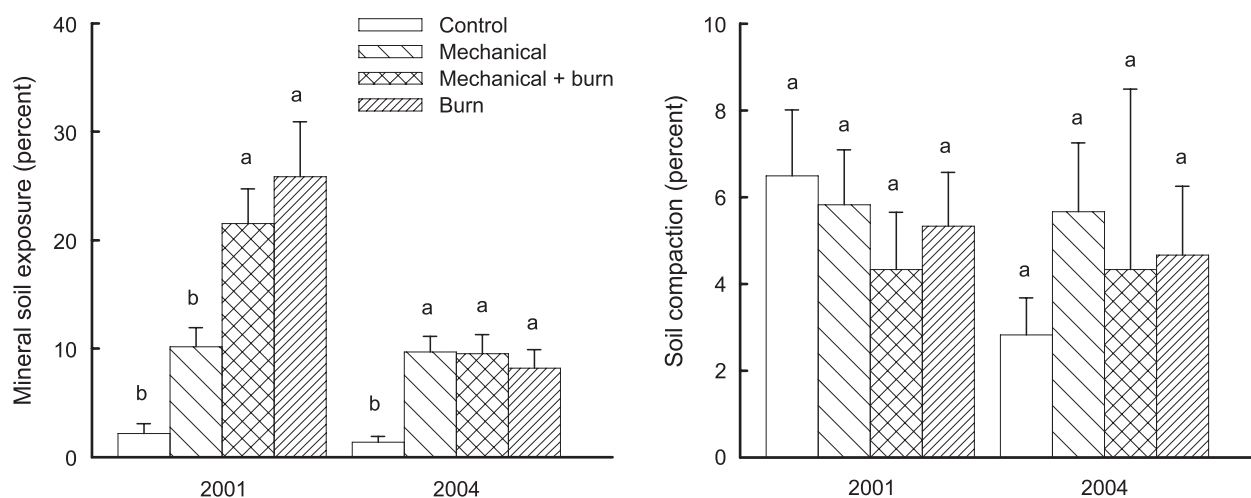 Mineral soil exposure (percent)
40
30
20
10
0
Control
Mechanical
Mechanical + burn
Burn
b
b
a
a
b
a
a
a
2001
2004
Soil compaction (percent)
10
8
6
4
2
0
a
a
a
a
a
a
a
a
2001
2004